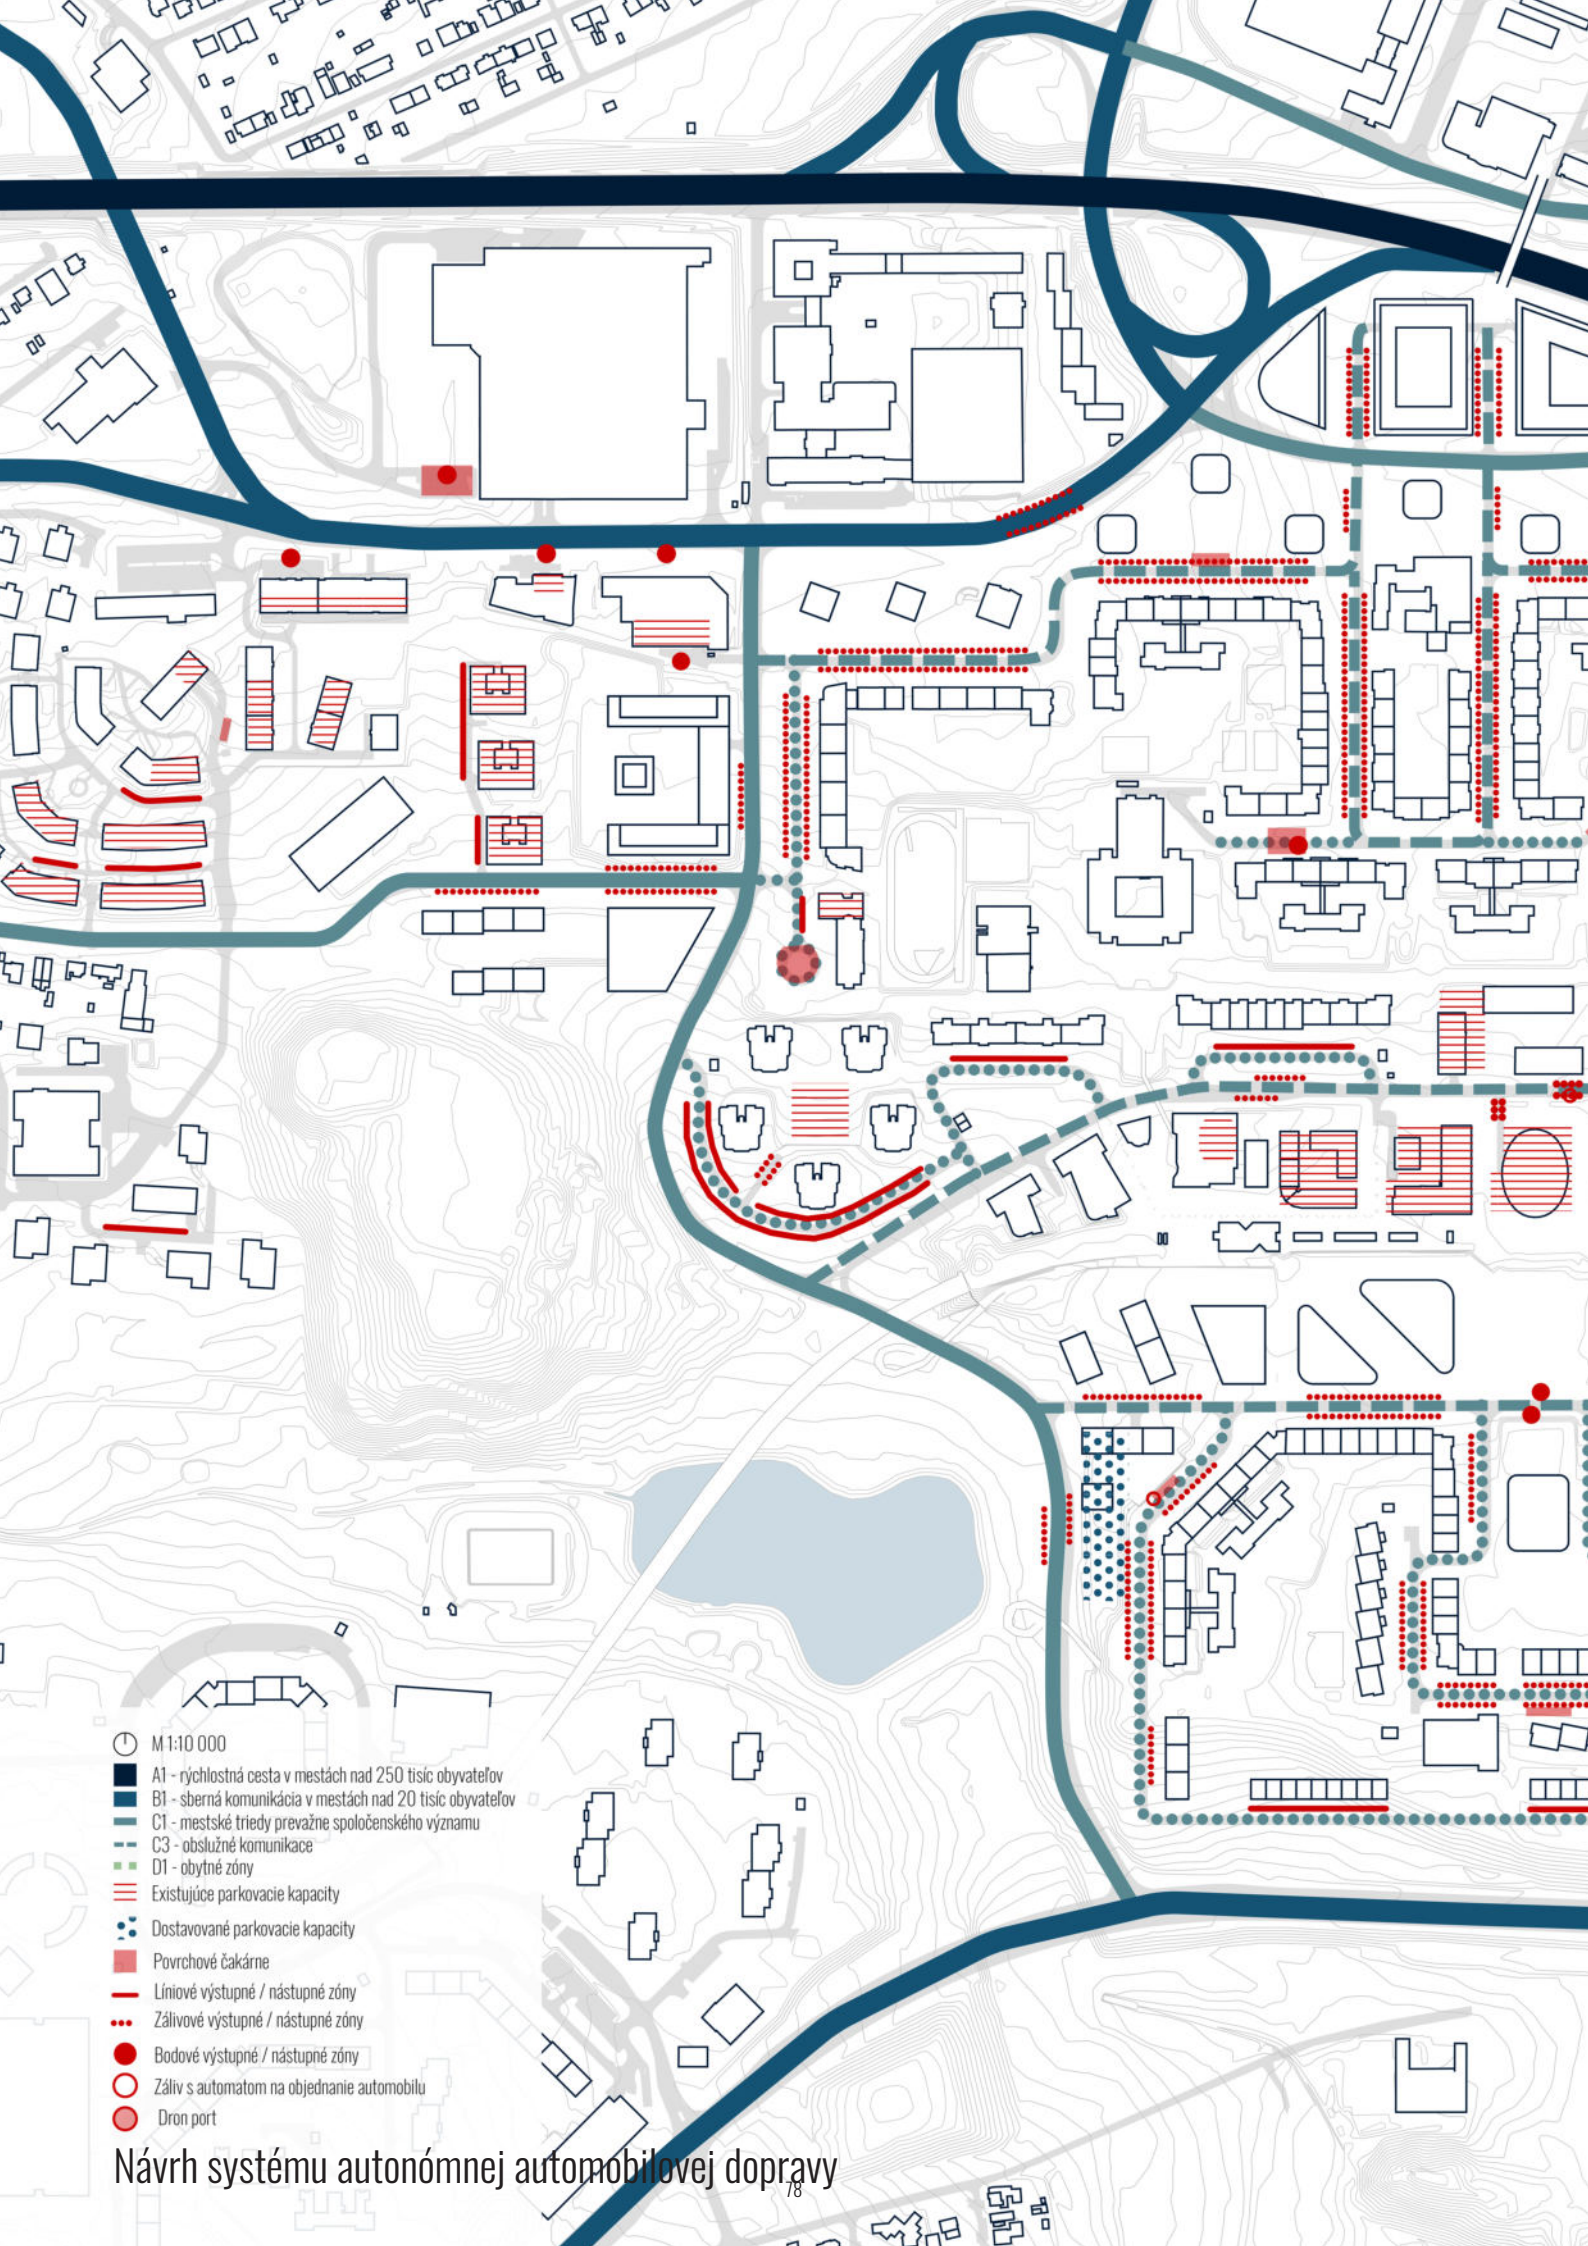 M 1:10 000
A1 - rýchlostná cesta v mestách nad 250 tisíc obyvateľov
B1 - sberná komunikácia v mestách nad 20 tisíc obyvateľov
C1 - mestské triedy prevažne spoločenského významu
C3 - obslužné komunikace
D1 - obytné zóny
Existujúce parkovacie kapacity
Dostavované parkovacie kapacity
Povrchové čakárne
Líniové výstupné / nástupné zóny
Zálivové výstupné / nástupné zóny
Bodové výstupné / nástupné zóny
Záliv s automatom na objednanie automobilu
Dron port
Návrh systému autonómnej automobilovej dopravy
78